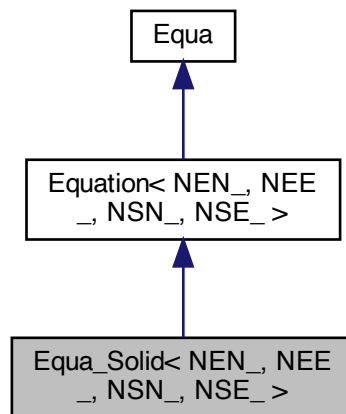 Equa
Equation< NEN_, NEE
_, NSN_, NSE_ >
Equa_Solid< NEN_, NEE
_, NSN_, NSE_ >